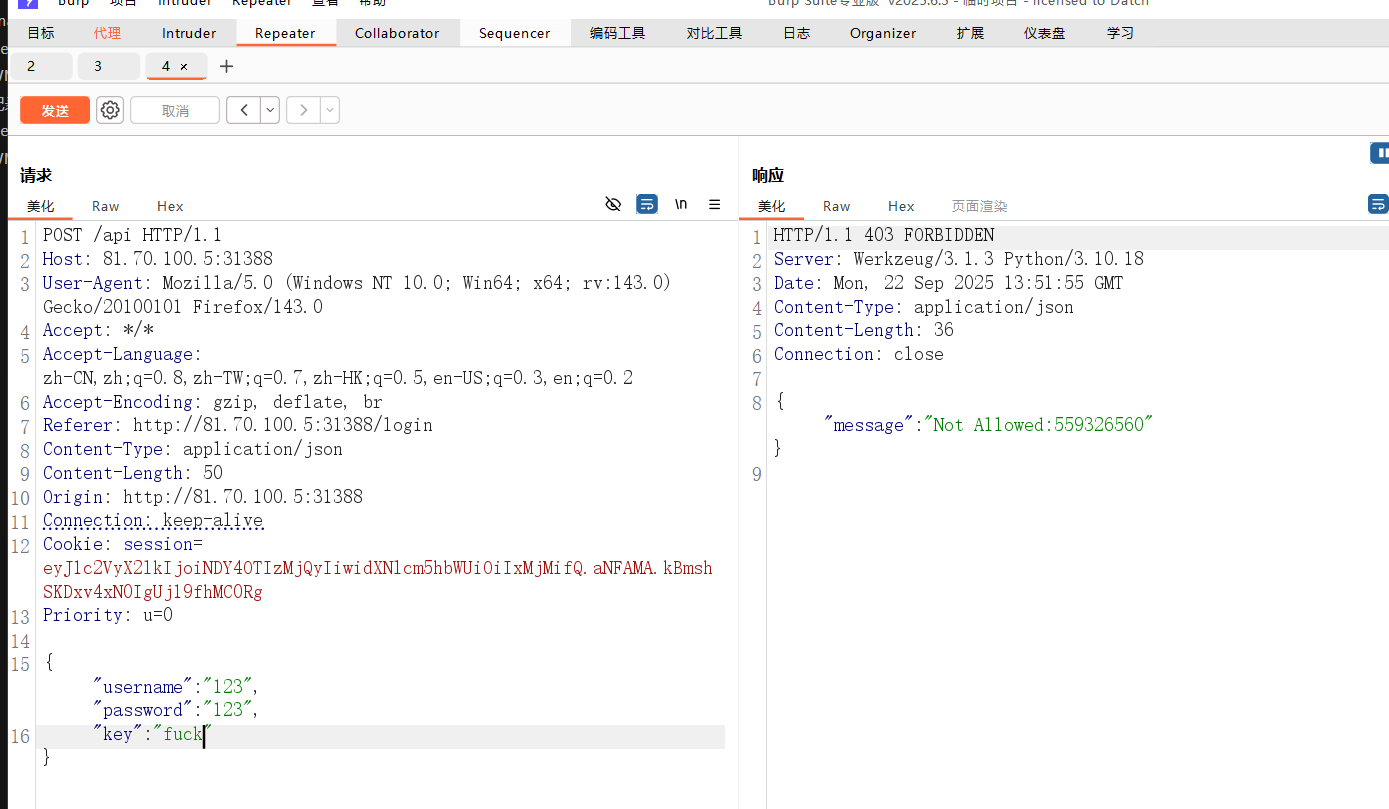 Burp 项目 Intruder Repeater 查看 帮助 Burp Suite专业版 v2025.6.3 - 临时项目 - licensed to Datch
目标 代理 Intruder Repeater Collaborator Sequencer 编码工具 对比工具 日志 Organizer 扩展 仪表盘 学习
2 3 4 × +
发送 取消 < >
请求
美化 Raw Hex \n
1 POST /api HTTP/1.1
2 Host: 81.70.100.5:31388
3 User-Agent: Mozilla/5.0 (Windows NT 10.0; Win64; x64; rv:143.0)
Gecko/20100101 Firefox/143.0
4 Accept: */*
5 Accept-Language:
zh-CN,zh;q=0.8,zh-TW;q=0.7,zh-HK;q=0.5,en-US;q=0.3,en;q=0.2
6 Accept-Encoding: gzip, deflate, br
7 Referer: http://81.70.100.5:31388/login
8 Content-Type: application/json
9 Content-Length: 50
10 Origin: http://81.70.100.5:31388
11 Connection: keep-alive
12 Cookie: session=
13 Priority: u=0
14
15 {
"username":"123",
"password":"123",
16 "key":"fuck"
}
响应
美化 Raw Hex 页面渲染
1 HTTP/1.1 403 FORBIDDEN
2 Server: Werkzeug/3.1.3 Python/3.10.18
3 Date: Mon, 22 Sep 2025 13:51:55 GMT
4 Content-Type: application/json
5 Content-Length: 36
6 Connection: close
7
8 {
"message":"Not Allowed:559326560"
}
9